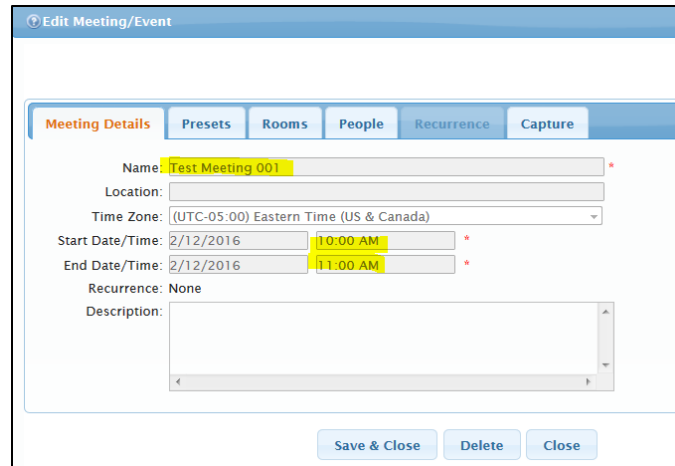 Edit Meeting/Event
Meeting Details Presets Rooms People Recurrence Capture
Name: Test Meeting 001 *
Location:
Time Zone: (UTC-05:00) Eastern Time (US & Canada)
Start Date/Time: 2/12/2016 10:00 AM *
End Date/Time: 2/12/2016 11:00 AM *
Recurrence: None
Description:
Save & Close Delete Close